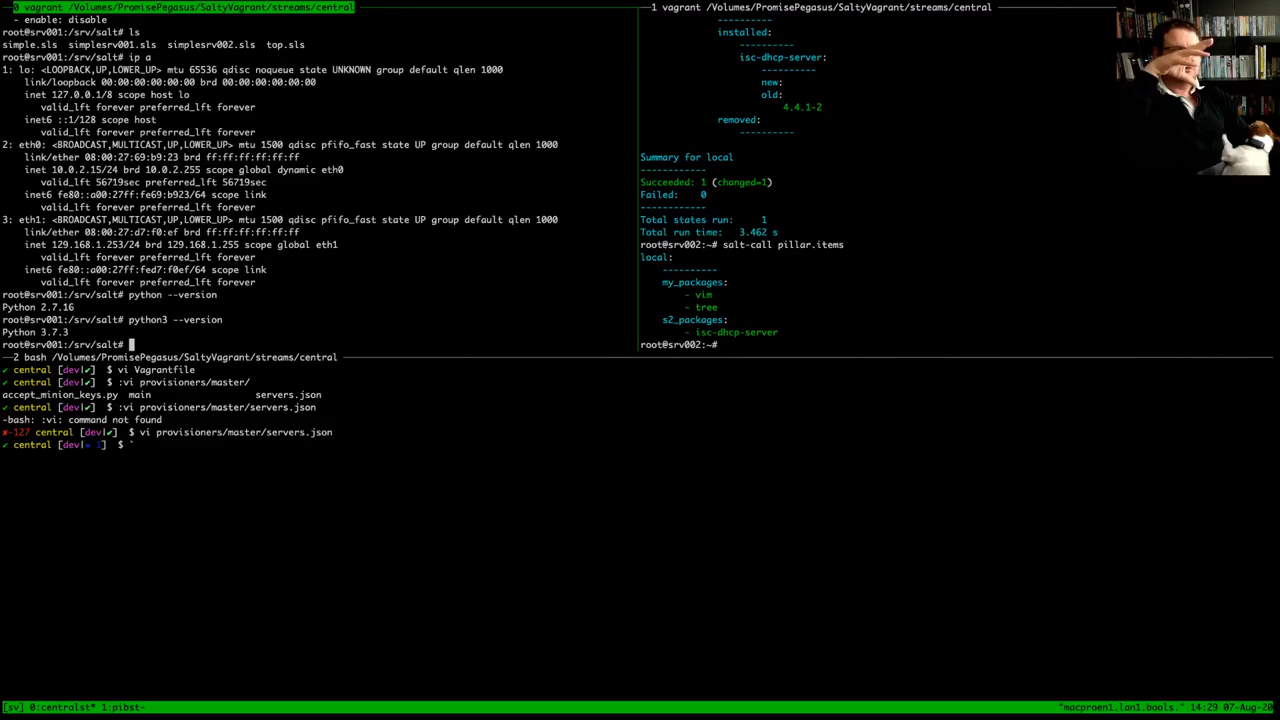 0 vagrant /Volumes/PromisePegasus/SaltyVagrant/streams/central
- enable: disable
root@srv001:/srv/salt# ls
simple.sls  simplesrv001.sls  simplesrv002.sls  top.sls
root@srv001:/srv/salt# ip a
1: lo: <LOOPBACK,UP,LOWER_UP> mtu 65536 qdisc noqueue state UNKNOWN group default qlen 1000
link/loopback 00:00:00:00:00:00 brd 00:00:00:00:00:00
inet 127.0.0.1/8 scope host lo
valid_lft forever preferred_lft forever
inet6 ::1/128 scope host
valid_lft forever preferred_lft forever
2: eth0: <BROADCAST,MULTICAST,UP,LOWER_UP> mtu 1500 qdisc pfifo_fast state UP group default qlen 1000
link/ether 08:00:27:69:b9:23 brd ff:ff:ff:ff:ff:ff
inet 10.0.2.15/24 brd 10.0.2.255 scope global dynamic eth0
valid_lft 56719sec preferred_lft 56719sec
inet6 fe80::a00:27ff:fe69:b923/64 scope link
valid_lft forever preferred_lft forever
3: eth1: <BROADCAST,MULTICAST,UP,LOWER_UP> mtu 1500 qdisc pfifo_fast state UP group default qlen 1000
link/ether 08:00:27:d7:f0:ef brd ff:ff:ff:ff:ff:ff
inet 129.168.1.253/24 brd 129.168.1.255 scope global eth1
valid_lft forever preferred_lft forever
inet6 fe80::a00:27ff:fed7:f0ef/64 scope link
valid_lft forever preferred_lft forever
root@srv001:/srv/salt# python --version
Python 2.7.16
root@srv001:/srv/salt# python3 --version
Python 3.7.3
root@srv001:/srv/salt#
1 vagrant /Volumes/PromisePegasus/SaltyVagrant/streams/central
----------
installed:
----------
isc-dhcp-server:
----------
new:
old:
4.4.1-2
removed:
----------
Summary for local
------------
Succeeded: 1 (changed=1)
Failed:    0
------------
Total states run:     1
Total run time:   3.462 s
root@srv002:~# salt-call pillar.items
local:
----------
my_packages:
- vim
- tree
s2_packages:
- isc-dhcp-server
root@srv002:~#
2 bash /Volumes/PromisePegasus/SaltyVagrant/streams/central
✔ central [dev|✔]  $ vi Vagrantfile
✔ central [dev|✔]  $ :vi provisioners/master/
accept_minion_keys.py  main                   servers.json
✔ central [dev|✔]  $ :vi provisioners/master/servers.json
-bash: :vi: command not found
✘-127 central [dev|✔]  $ vi provisioners/master/servers.json
✔ central [dev|✚ 1]  $ `
[sv] 0:centralst* 1:pibst-
"macproen1.lan1.bools." 14:29 07-Aug-20